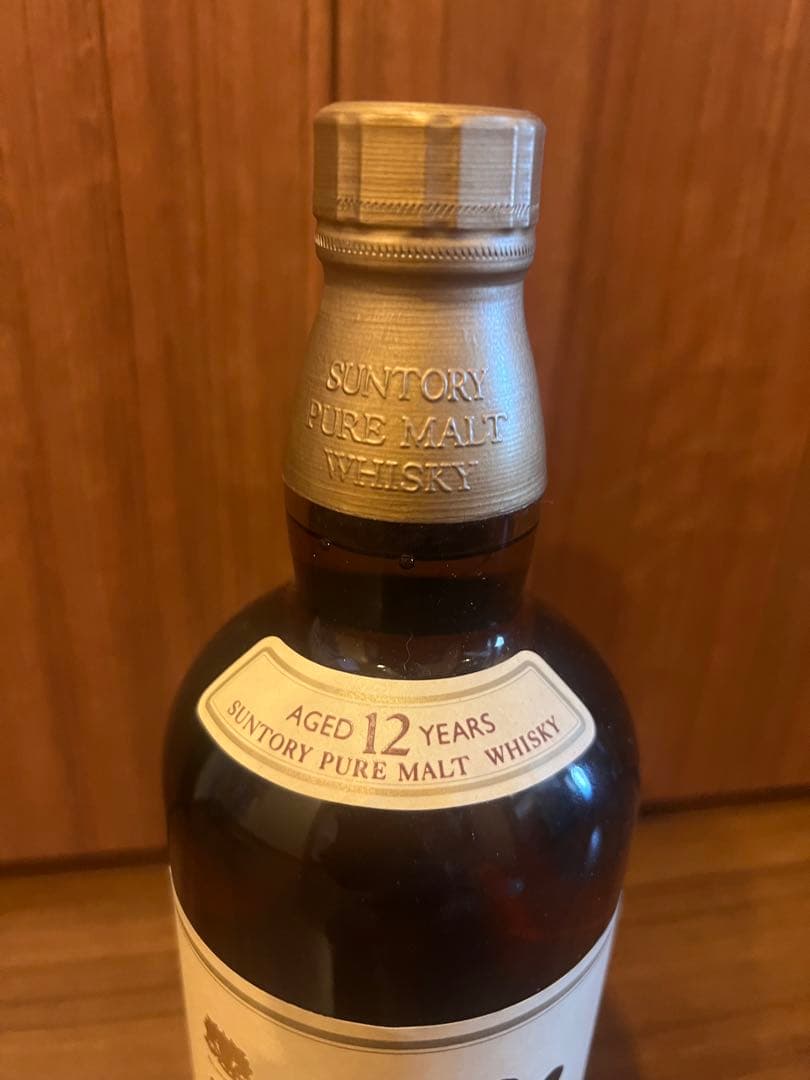 SUNTORY
PURE MALT
WHISKY
AGED 12 YEARS
SUNTORY PURE MALT WHISKY